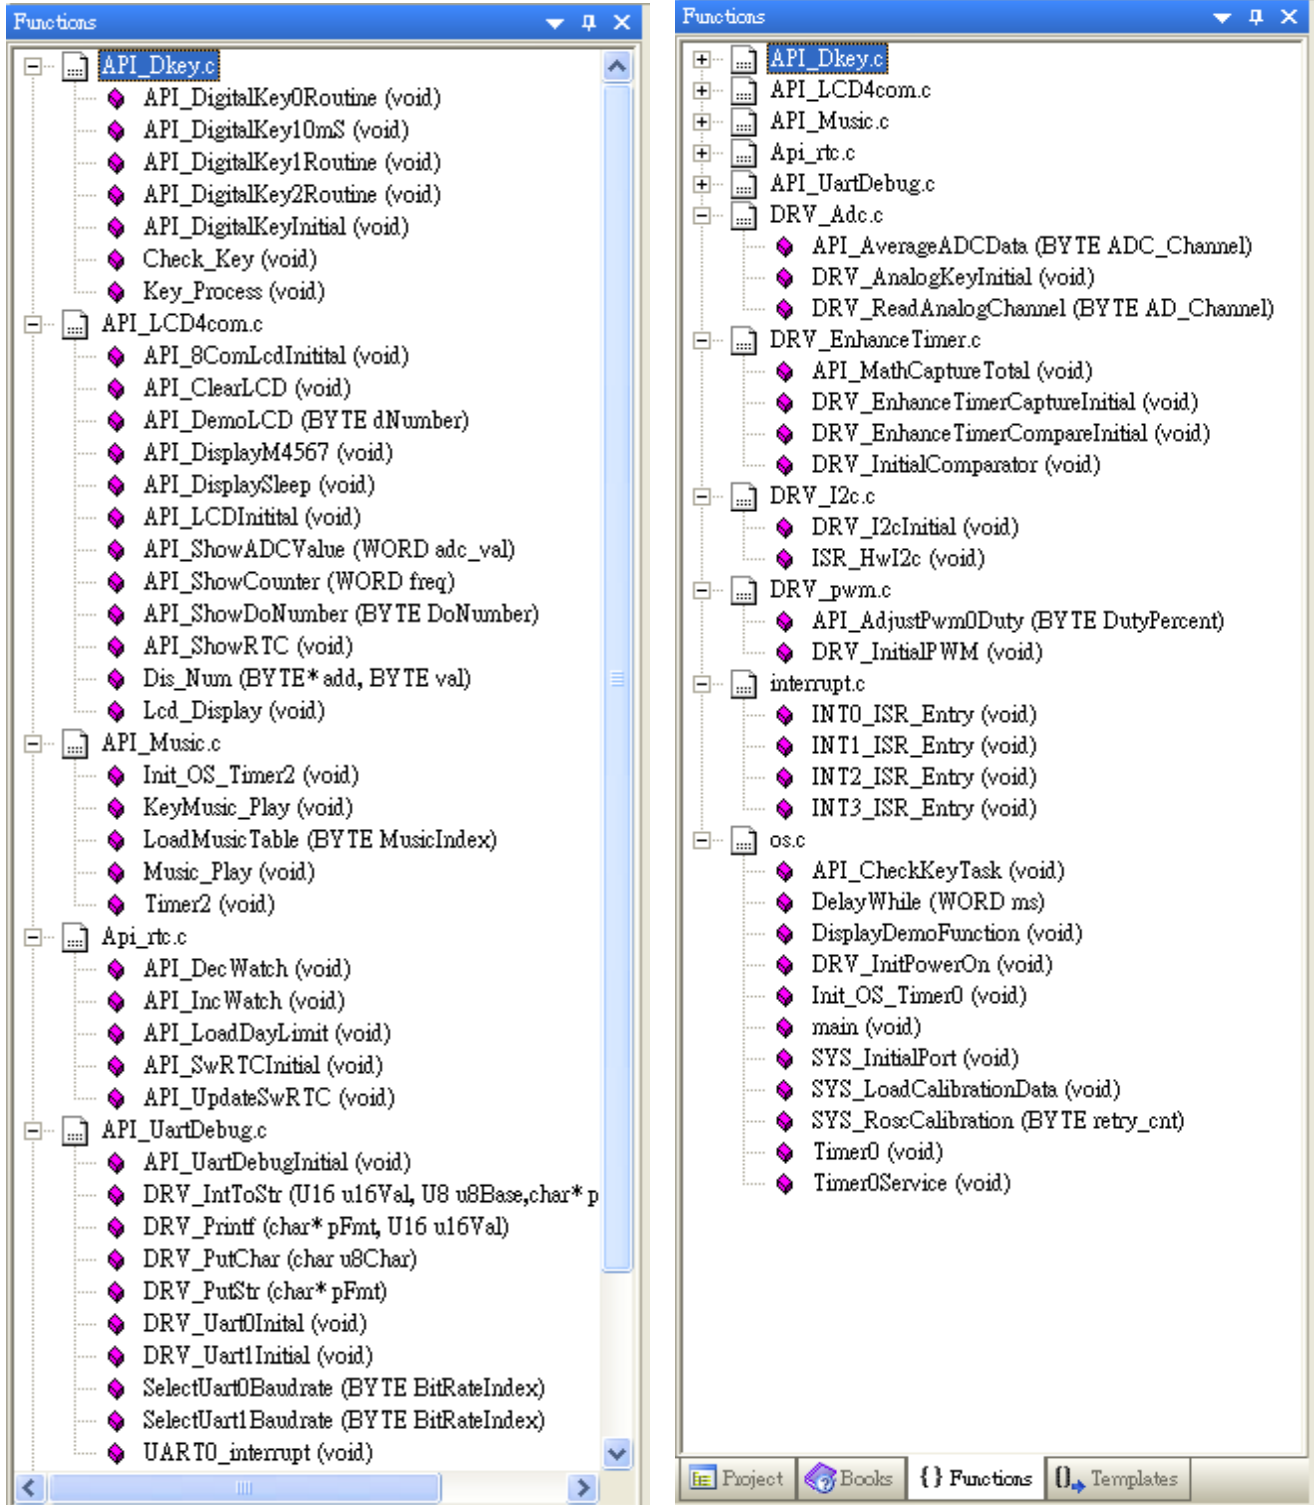 Functions
API_Dkey.c
API_DigitalKey0Routine (void)
API_DigitalKey10mS (void)
API_DigitalKey1Routine (void)
API_DigitalKey2Routine (void)
API_DigitalKeyInitial (void)
Check_Key (void)
Key_Process (void)
API_LCD4com.c
API_8ComLcdInitital (void)
API_ClearLCD (void)
API_DemoLCD (BYTE dNumber)
API_DisplayM4567 (void)
API_DisplaySleep (void)
API_LCDInitital (void)
API_ShowADCValue (WORD adc_val)
API_ShowCounter (WORD freq)
API_ShowDoNumber (BYTE DoNumber)
API_ShowRTC (void)
Dis_Num (BYTE* add, BYTE val)
Lcd_Display (void)
API_Music.c
Init_OS_Timer2 (void)
KeyMusic_Play (void)
LoadMusicTable (BYTE MusicIndex)
Music_Play (void)
Timer2 (void)
Api_rtc.c
API_DecWatch (void)
API_IncWatch (void)
API_LoadDayLimit (void)
API_SwRTCInitial (void)
API_UpdateSwRTC (void)
API_UartDebug.c
API_UartDebugInitial (void)
DRV_IntToStr (U16 u16Val, U8 u8Base,char* p
DRV_Printf (char* pFmt, U16 u16Val)
DRV_PutChar (char u8Char)
DRV_PutStr (char* pFmt)
DRV_Uart0Inital (void)
DRV_Uart1Initial (void)
SelectUart0Baudrate (BYTE BitRateIndex)
SelectUart1Baudrate (BYTE BitRateIndex)
UART0_interrupt (void)
Functions
API_Dkey.c
API_LCD4com.c
API_Music.c
Api_rtc.c
API_UartDebug.c
DRV_Adc.c
API_AverageADCData (BYTE ADC_Channel)
DRV_AnalogKeyInitial (void)
DRV_ReadAnalogChannel (BYTE AD_Channel)
DRV_EnhanceTimer.c
API_MathCaptureTotal (void)
DRV_EnhanceTimerCaptureInitial (void)
DRV_EnhanceTimerCompareInitial (void)
DRV_InitialComparator (void)
DRV_I2c.c
DRV_I2cInitial (void)
ISR_HwI2c (void)
DRV_pwm.c
API_AdjustPwm0Duty (BYTE DutyPercent)
DRV_InitialPWM (void)
interrupt.c
INT0_ISR_Entry (void)
INT1_ISR_Entry (void)
INT2_ISR_Entry (void)
INT3_ISR_Entry (void)
os.c
API_CheckKeyTask (void)
DelayWhile (WORD ms)
DisplayDemoFunction (void)
DRV_InitPowerOn (void)
Init_OS_Timer0 (void)
main (void)
SYS_InitialPort (void)
SYS_LoadCalibrationData (void)
SYS_RoscCalibration (BYTE retry_cnt)
Timer0 (void)
Timer0Service (void)
Project Books {} Functions 0 Templates